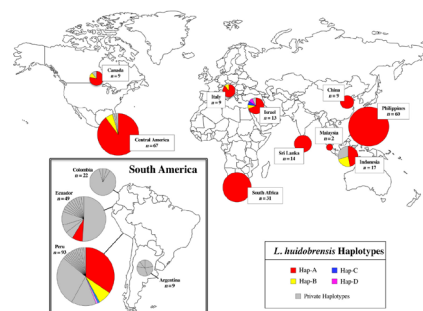 Canada
n = 9
Italy
n = 9
Israel
n = 13
China
n = 9
Philippines
n = 60
Central America
n = 67
Malaysia
n = 2
Sri Lanka
n = 14
Indonesia
n = 17
South Africa
n = 31
South America
Colombia
n = 22
Ecuador
n = 49
Peru
n = 93
Argentina
n = 9
L. huidobrensis Haplotypes
Hap-A
Hap-C
Hap-B
Hap-D
Private Haplotypes